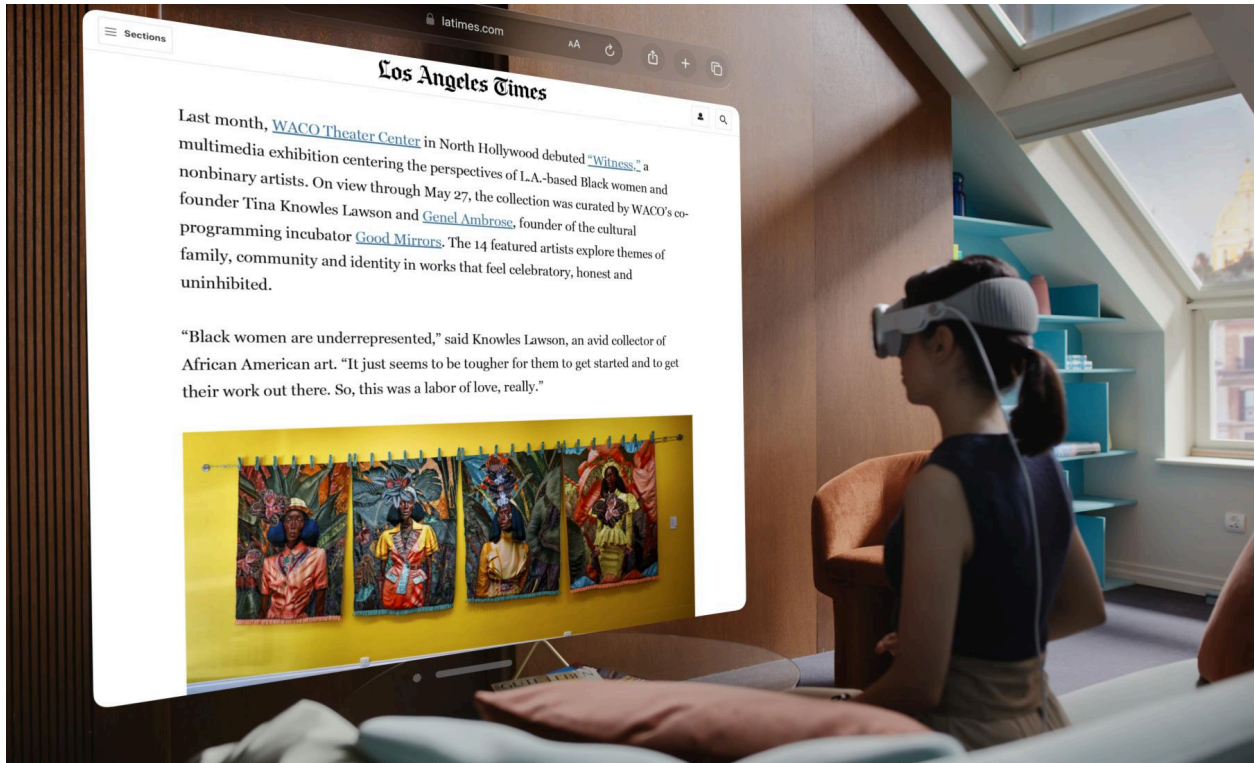 latimes.com
AA
Sections
Los Angeles Times
Last month, WACO Theater Center in North Hollywood debuted “Witness,” a
multimedia exhibition centering the perspectives of L.A.-based Black women and
nonbinary artists. On view through May 27, the collection was curated by WACO’s co-
founder Tina Knowles Lawson and Genel Ambrose, founder of the cultural
programming incubator Good Mirrors. The 14 featured artists explore themes of
family, community and identity in works that feel celebratory, honest and
uninhibited.
“Black women are underrepresented,” said Knowles Lawson, an avid collector of
African American art. “It just seems to be tougher for them to get started and to get
their work out there. So, this was a labor of love, really.”
GUTE LEBEN